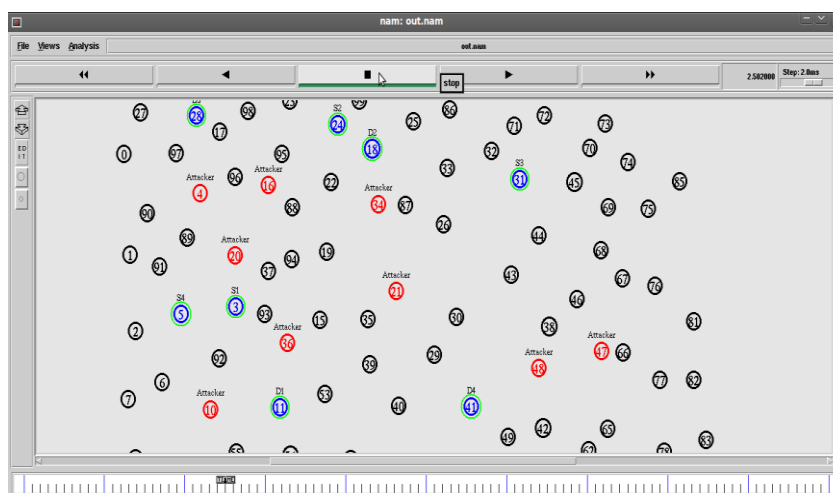 nam: out.nam
File Views Analysis
out.nam
stop
2.502000
Step: 2.0ms
ED
IT
27 28 98 24 25 86 72
17 S2 71 73
D2
0 97 95 18 32 70
S3 74
33
Attacker 96 Attacker 22 31 45 85
4 16 Attacker
88 34 87 69 75
90
26
89 Attacker 44
1 20 94 19 68
91 37 43
67 76
S4 S1 21 Attacker
46
5 3 93 15 35 30 81
2 38
Attacker
36 Attacker Attacker
92 39 29 47 66
48
6 77 82
Attacker 53
7 D1 D4
10 11 40 41
42 65
49 83
62 78
TIME